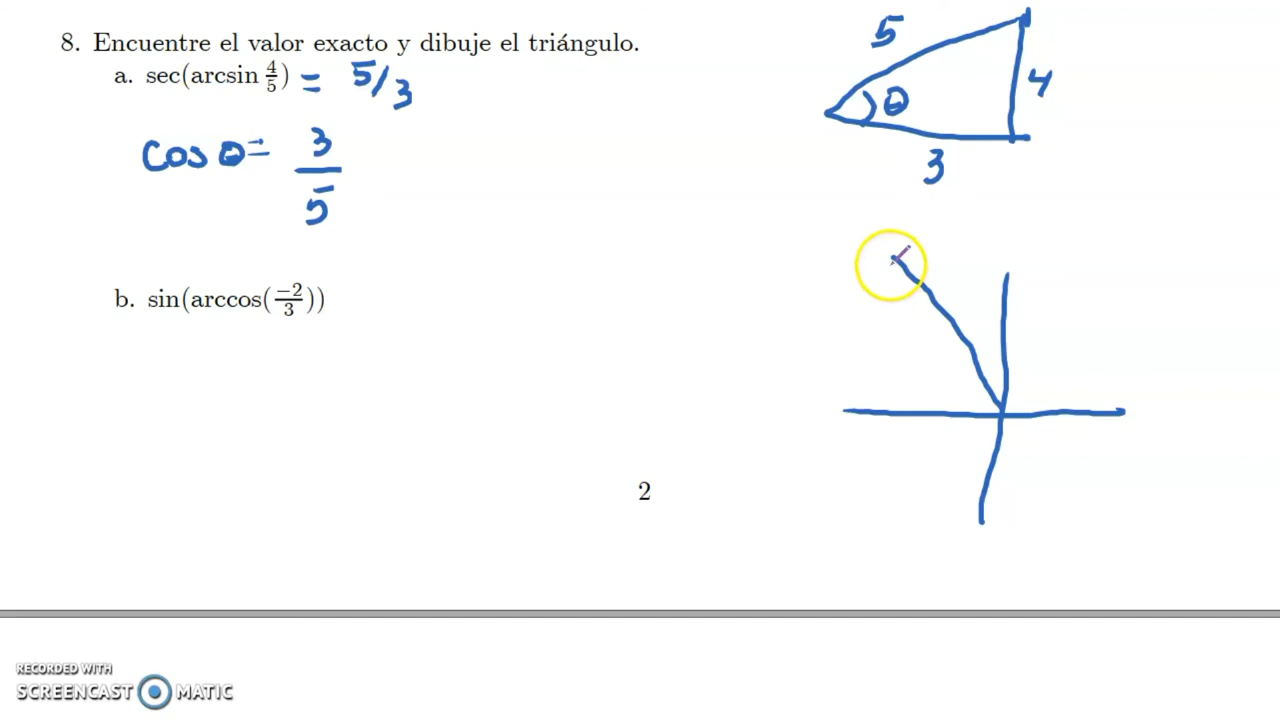 8. Encuentre el valor exacto y dibuje el triángulo.
a. sec(arcsin 4/5) = 5/3
cos θ = 3/5
5
4
θ
3
b. sin(arccos(-2/3))
2
RECORDED WITH
SCREENCAST MATIC